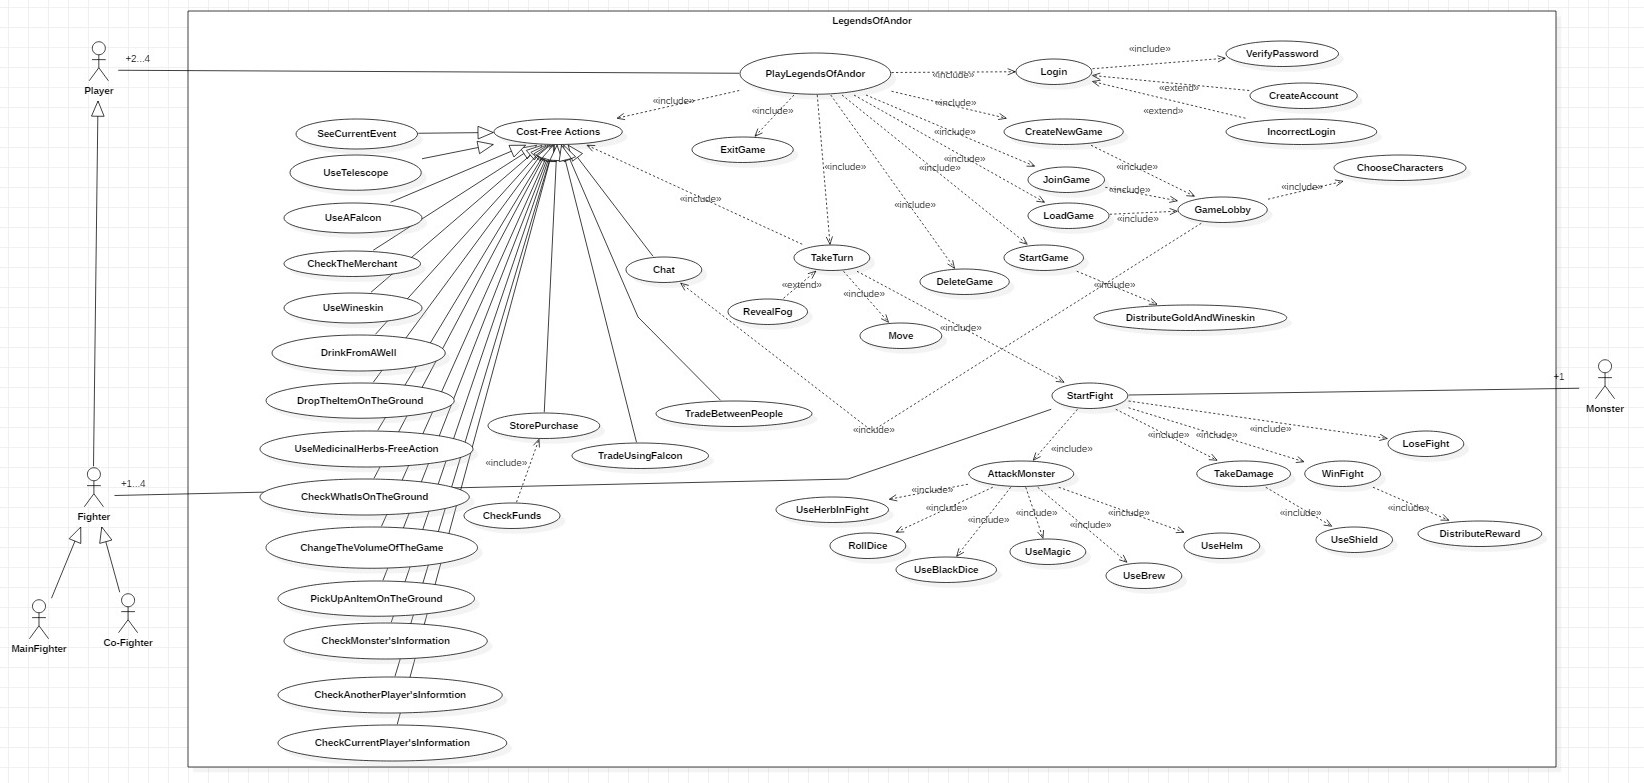 LegendsOfAndor
+2...4
Player
PlayLegendsOfAndor
«include»
Login
«include»
VerifyPassword
«extend»
CreateAccount
«extend»
IncorrectLogin
«include»
Cost-Free Actions
SeeCurrentEvent
UseTelescope
UseAFalcon
CheckTheMerchant
UseWineskin
DrinkFromAWell
DropTheItemOnTheGround
UseMedicinalHerbs-FreeAction
CheckWhatIsOnTheGround
ChangeTheVolumeOfTheGame
PickUpAnItemOnTheGround
CheckMonster'sInformation
CheckAnotherPlayer'sInformtion
CheckCurrentPlayer'sInformation
«include»
ExitGame
«include»
CreateNewGame
«include»
JoinGame
«include»
LoadGame
«include»
StartGame
«include»
DeleteGame
«include»
TakeTurn
«include»
«include»
«include»
«include»
GameLobby
«include»
ChooseCharacters
Chat
«extend»
RevealFog
«include»
Move
«include»
«include»
DistributeGoldAndWineskin
«include»
StorePurchase
TradeUsingFalcon
TradeBetweenPeople
«include»
CheckFunds
StartFight
+1
Monster
«include»
AttackMonster
«include»
TakeDamage
«include»
WinFight
«include»
LoseFight
«include»
UseHerbInFight
«include»
RollDice
«include»
UseBlackDice
«include»
UseMagic
«include»
UseBrew
«include»
UseHelm
«include»
UseShield
«include»
DistributeReward
+1...4
Fighter
MainFighter
Co-Fighter